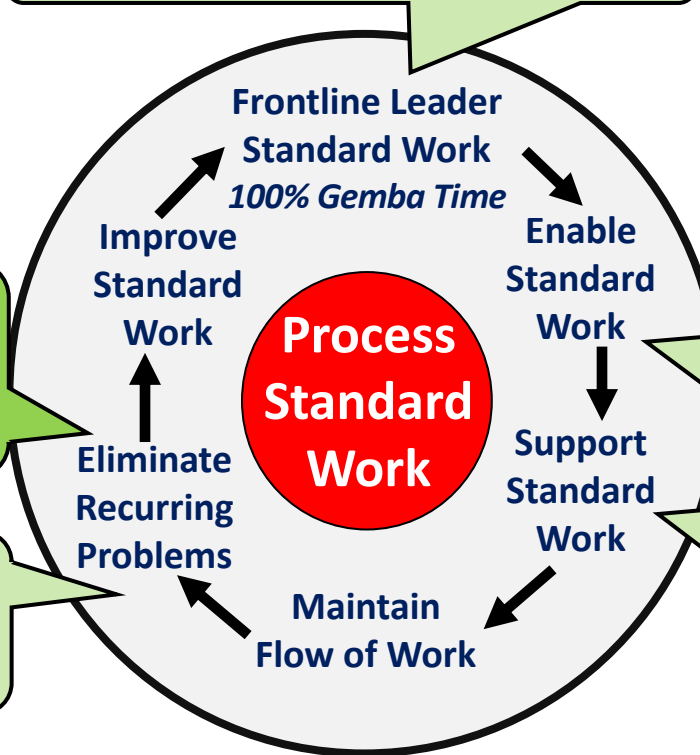 Frontline Leader
Standard Work
100% Gemba Time
Enable
Standard
Work
Support
Standard
Work
Maintain
Flow of Work
Eliminate
Recurring
Problems
Improve
Standard
Work
Process
Standard
Work